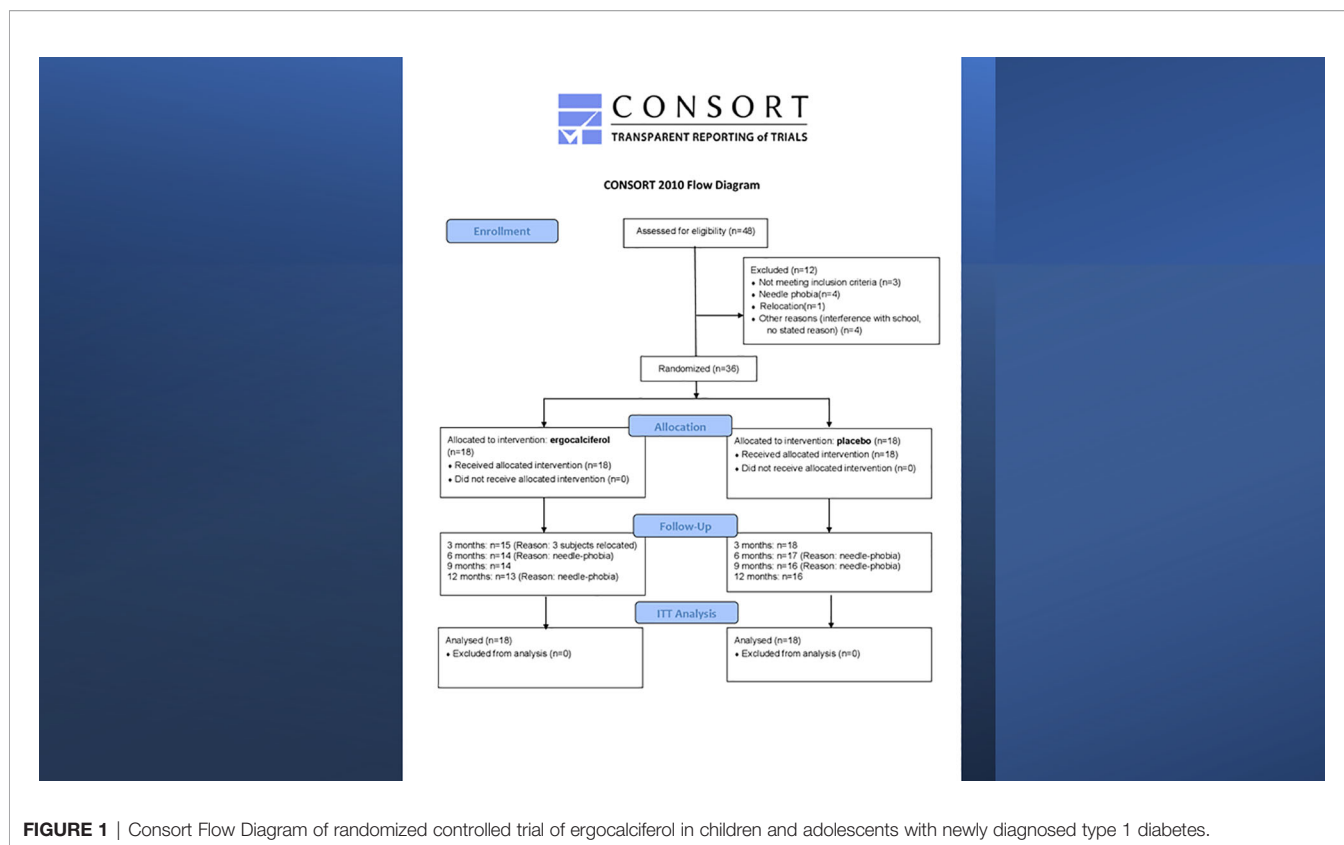 CONSORT
TRANSPARENT REPORTING of TRIALS
CONSORT 2010 Flow Diagram
Enrollment
Assessed for eligibility (n=48)
Excluded (n=12)
♦ Not meeting inclusion criteria (n=3)
♦ Needle phobia(n=4)
♦ Relocation(n=1)
♦ Other reasons (interference with school,
no stated reason) (n=4)
Randomized (n=36)
Allocation
Allocated to intervention: ergocalciferol
(n=18)
♦ Received allocated intervention (n=18)
♦ Did not receive allocated intervention (n=0)
Allocated to intervention: placebo (n=18)
♦ Received allocated intervention (n=18)
♦ Did not receive allocated intervention (n=0)
Follow-Up
3 months: n=15 (Reason: 3 subjects relocated)
6 months: n=14 (Reason: needle-phobia)
9 months: n=14
12 months: n=13 (Reason: needle-phobia)
3 months: n=18
6 months: n=17 (Reason: needle-phobia)
9 months: n=16 (Reason: needle-phobia)
12 months: n=16
ITT Analysis
Analysed (n=18)
♦ Excluded from analysis (n=0)
Analysed (n=18)
♦ Excluded from analysis (n=0)
FIGURE 1 | Consort Flow Diagram of randomized controlled trial of ergocalciferol in children and adolescents with newly diagnosed type 1 diabetes.